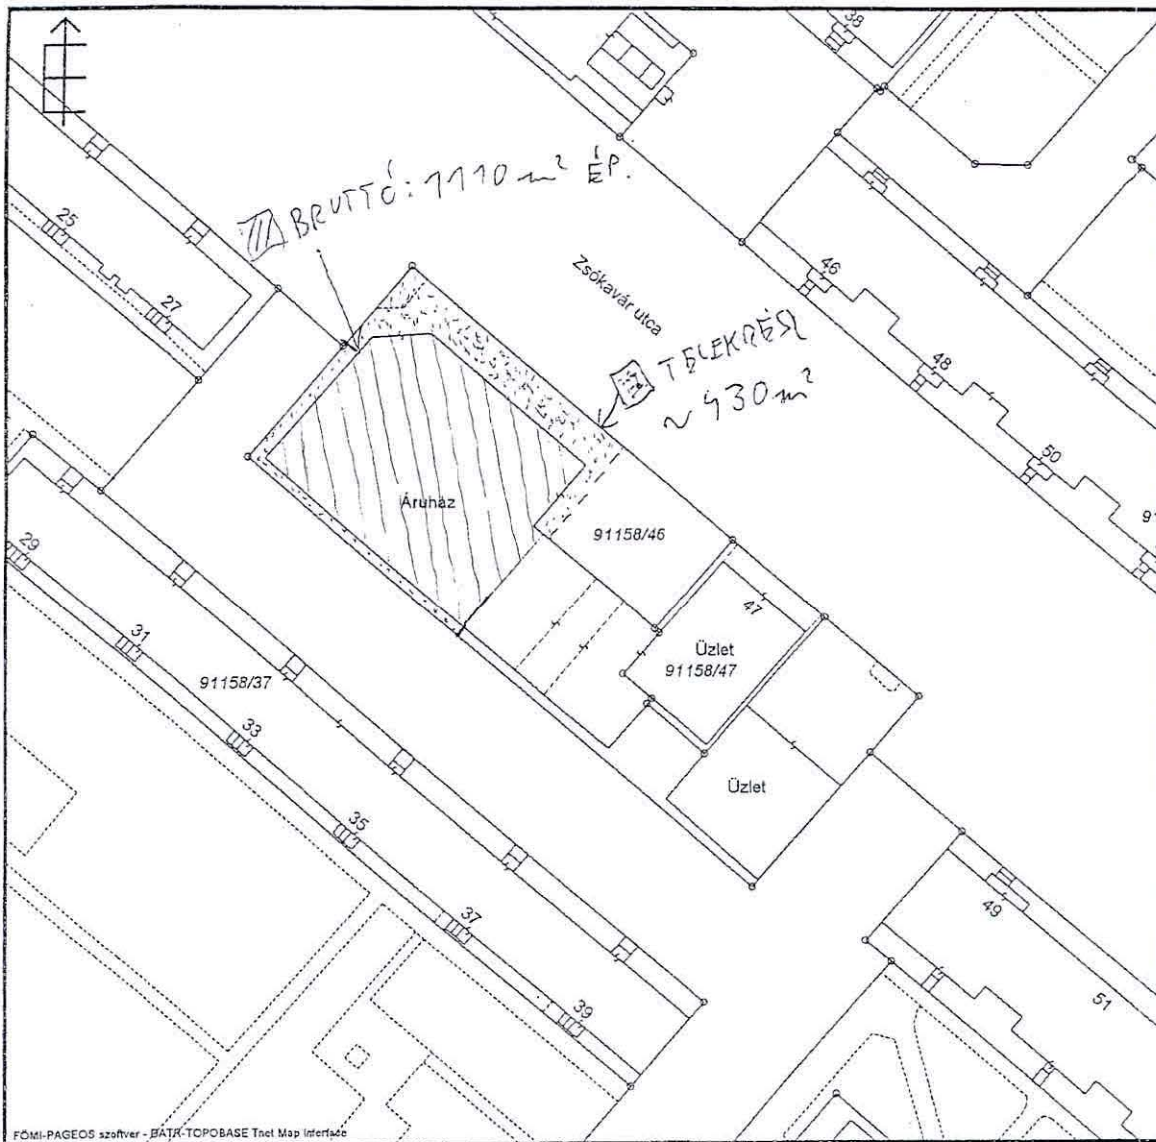 38
BRUTTÓ: 1110 m² ÉP.
25
27
Zsókavár utca
46
TELEKRÉSZ
~ 430 m²
48
50
Áruház
91158/46
91
29
47
31
Üzlet
91158/47
91158/37
33
Üzlet
35
49
37
51
39
FÖMI-PAGEOS szoftver - DATR-TOPOBASE Tnet Map Interface